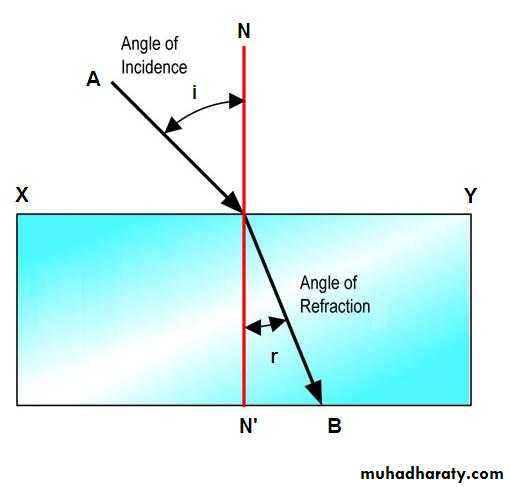 N
Angle of
Incidence
A
i
X
Y
Angle of
Refraction
r
N'
B
muhadharaty.com